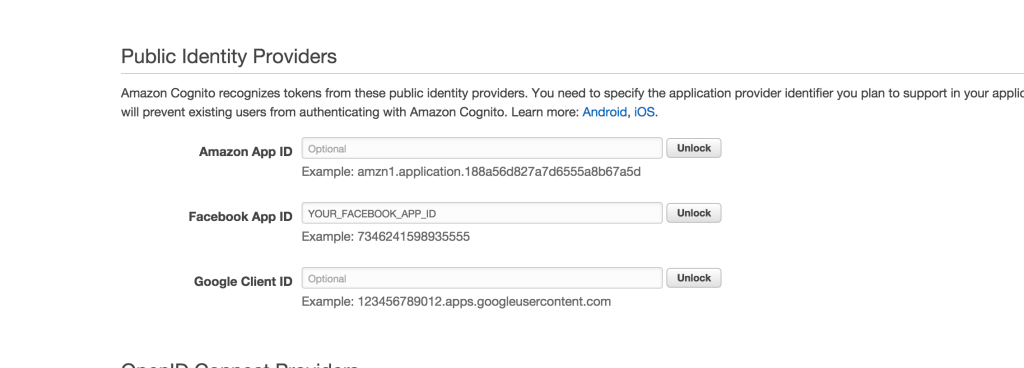 Public Identity Providers
Amazon Cognito recognizes tokens from these public identity providers. You need to specify the application provider identifier you plan to support in your applic
will prevent existing users from authenticating with Amazon Cognito. Learn more: Android, iOS.
Amazon App ID Optional Unlock
Example: amzn1.application.188a56d827a7d6555a8b67a5d
Facebook App ID YOUR_FACEBOOK_APP_ID Unlock
Example: 7346241598935555
Google Client ID Optional Unlock
Example: 123456789012.apps.googleusercontent.com
OpenID Connect Providers